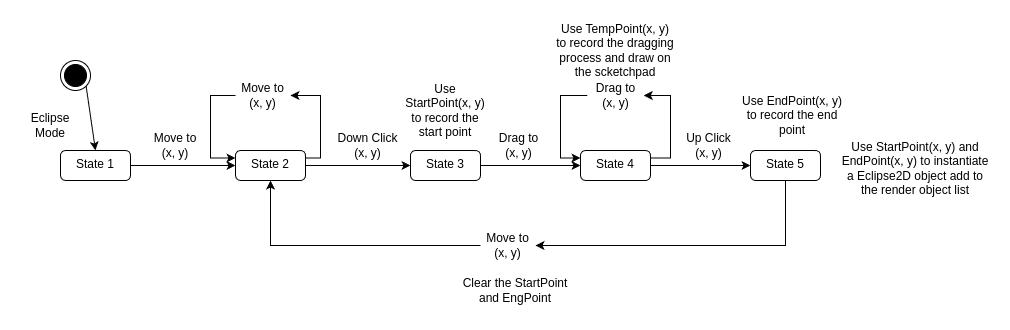 Use TempPoint(x, y)
to record the dragging
process and draw on
the scketchpad
Eclipse
Mode
Move to
(x, y)
Move to
(x, y)
Use
StartPoint(x, y)
to record the
start point
Down Click
(x, y)
Drag to
(x, y)
Drag to
(x, y)
Up Click
(x, y)
Use EndPoint(x, y)
to record the end
point
State 1
State 2
State 3
State 4
State 5
Use StartPoint(x, y) and
EndPoint(x, y) to instantiate
a Eclipse2D object add to
the render object list
Move to
(x, y)
Clear the StartPoint
and EngPoint